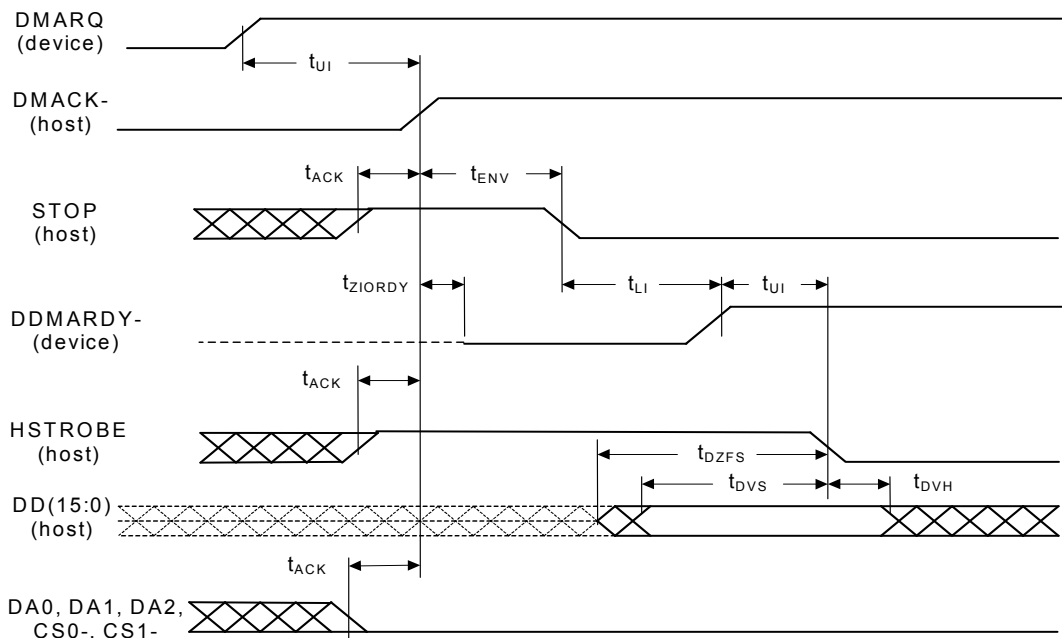 DMARQ
(device)
tUI
DMACK-
(host)
tACK
tENV
STOP
(host)
tZIORDY
tLI
tUI
DDMARDY-
(device)
tACK
HSTROBE
(host)
tDZFS
tDVS
tDVH
DD(15:0)
(host)
tACK
DA0, DA1, DA2,
CS0-, CS1-